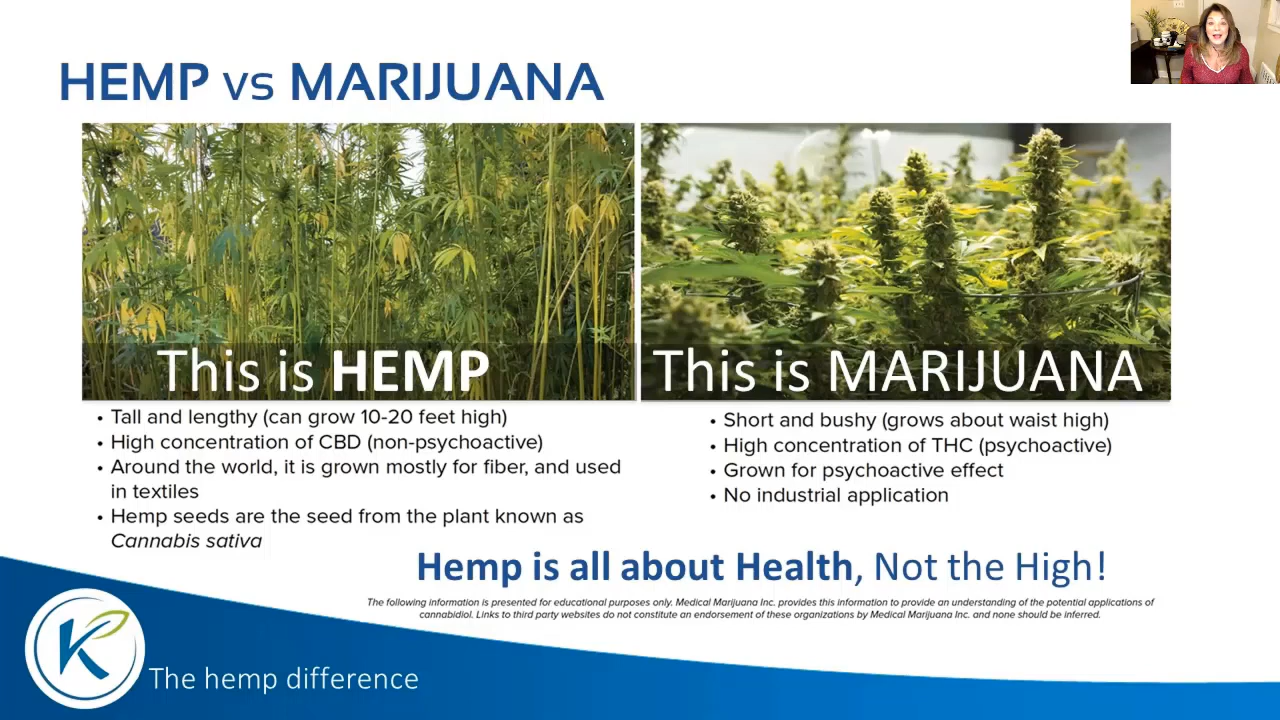 HEMP vs MARIJUANA
This is HEMP
This is MARIJUANA
• Tall and lengthy (can grow 10-20 feet high)
• High concentration of CBD (non-psychoactive)
• Around the world, it is grown mostly for fiber, and used
in textiles
• Hemp seeds are the seed from the plant known as
Cannabis sativa
• Short and bushy (grows about waist high)
• High concentration of THC (psychoactive)
• Grown for psychoactive effect
• No industrial application
Hemp is all about Health, Not the High!
The following information is presented for educational purposes only. Medical Marijuana Inc. provides this information to provide an understanding of the potential applications of
cannabidiol. Links to third party websites do not constitute an endorsement of these organizations by Medical Marijuana Inc. and none should be inferred.
K
The hemp difference